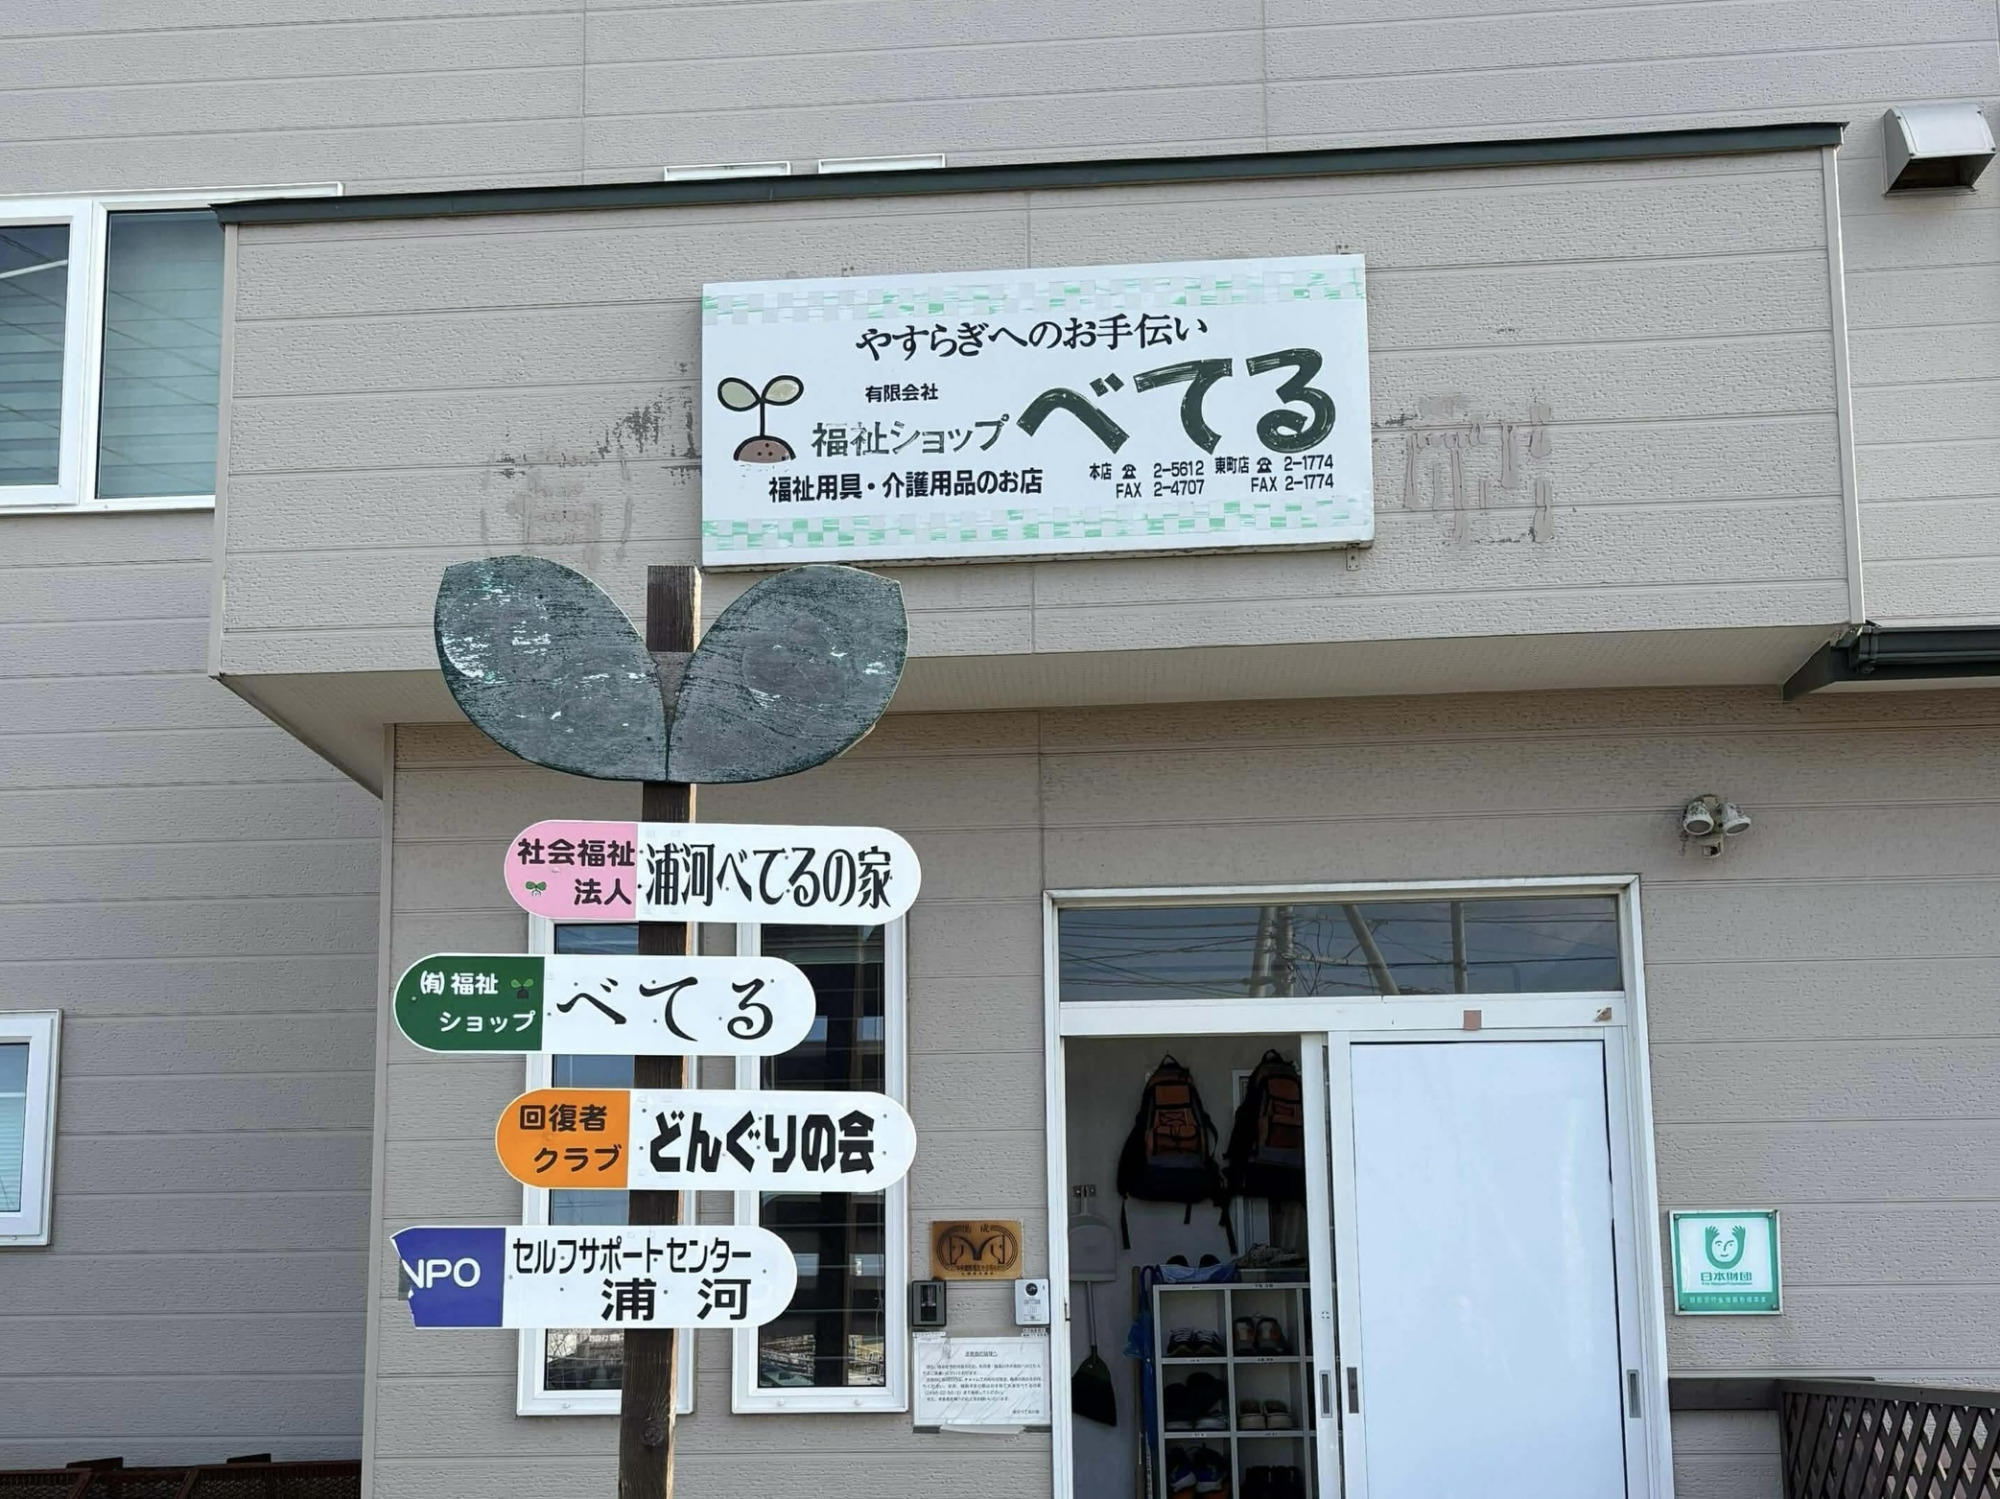 やすらぎへのお手伝い
有限会社
福祉ショップ べてる
福祉用具・介護用品のお店
本店 ☎ 2-5612 東町店 ☎ 2-1774
FAX 2-4707 FAX 2-1774
社会福祉
法人
浦河べてるの家
(有)福祉
ショップ
べてる
回復者
クラブ
どんぐりの会
NPO
セルフサポートセンター
浦河
日本財団